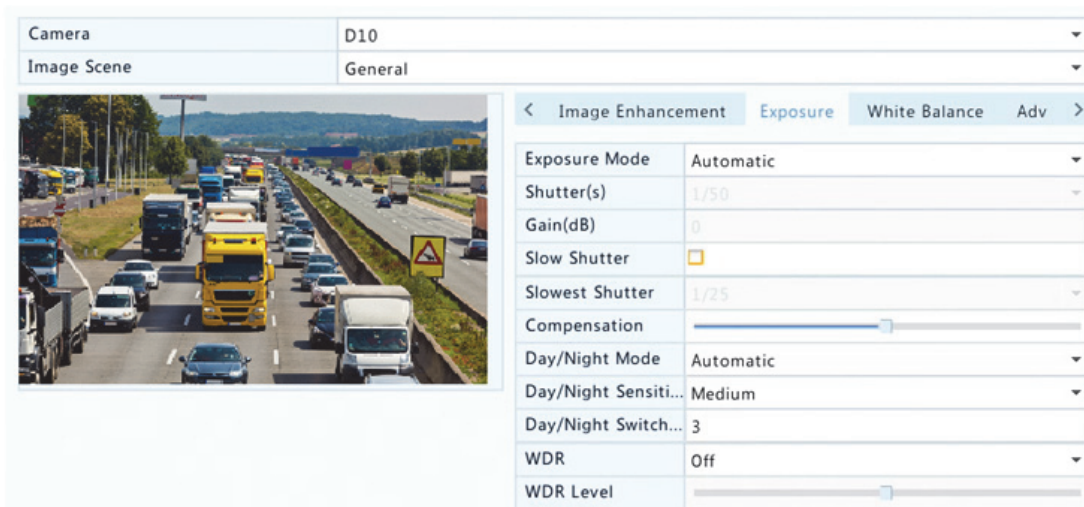 Camera D10
Image Scene General
< Image Enhancement Exposure White Balance Adv >
Exposure Mode Automatic
Shutter(s) 1/50
Gain(dB) 0
Slow Shutter
Slowest Shutter 1/25
Compensation
Day/Night Mode Automatic
Day/Night Sensiti... Medium
Day/Night Switch... 3
WDR Off
WDR Level